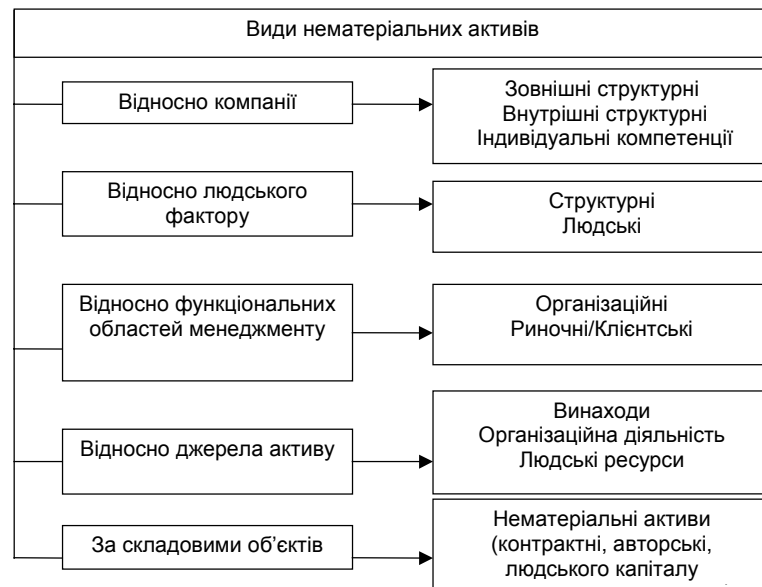 Види нематеріальних активів
Відносно компанії
Зовнішні структурні
Внутрішні структурні
Індивідуальні компетенції
Відносно людського
фактору
Структурні
Людські
Відносно функціональних
областей менеджменту
Організаційні
Риночні/Клієнтські
Відносно джерела активу
Винаходи
Організаційна діяльність
Людські ресурси
За складовими об’єктів
Нематеріальні активи
(контрактні, авторські,
людського капіталу